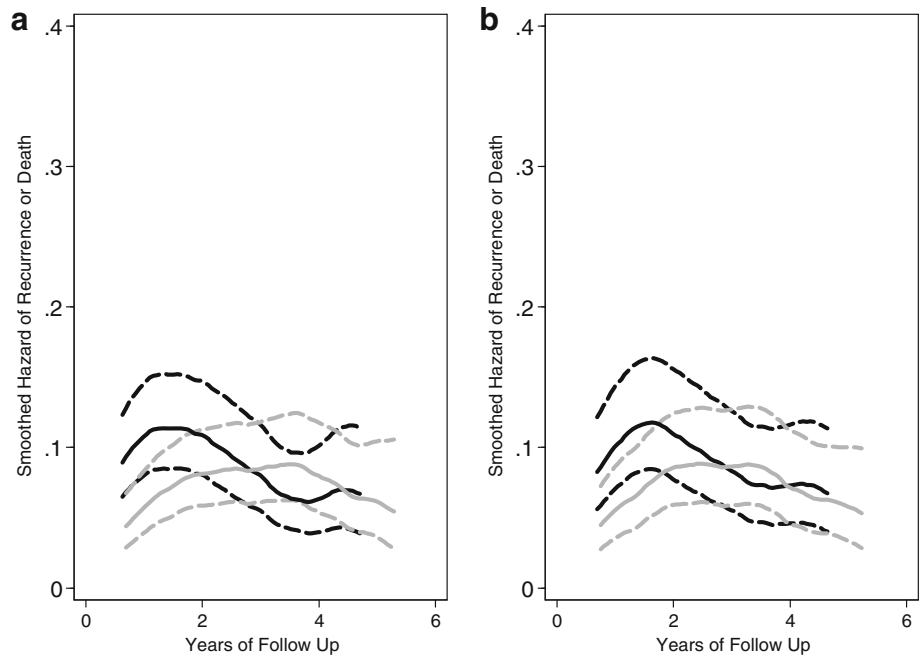 a
.4
.3
.2
.1
0
Smoothed Hazard of Recurrence or Death
0 2 4 6
Years of Follow Up
b
.4
.3
.2
.1
0
Smoothed Hazard of Recurrence or Death
0 2 4 6
Years of Follow Up